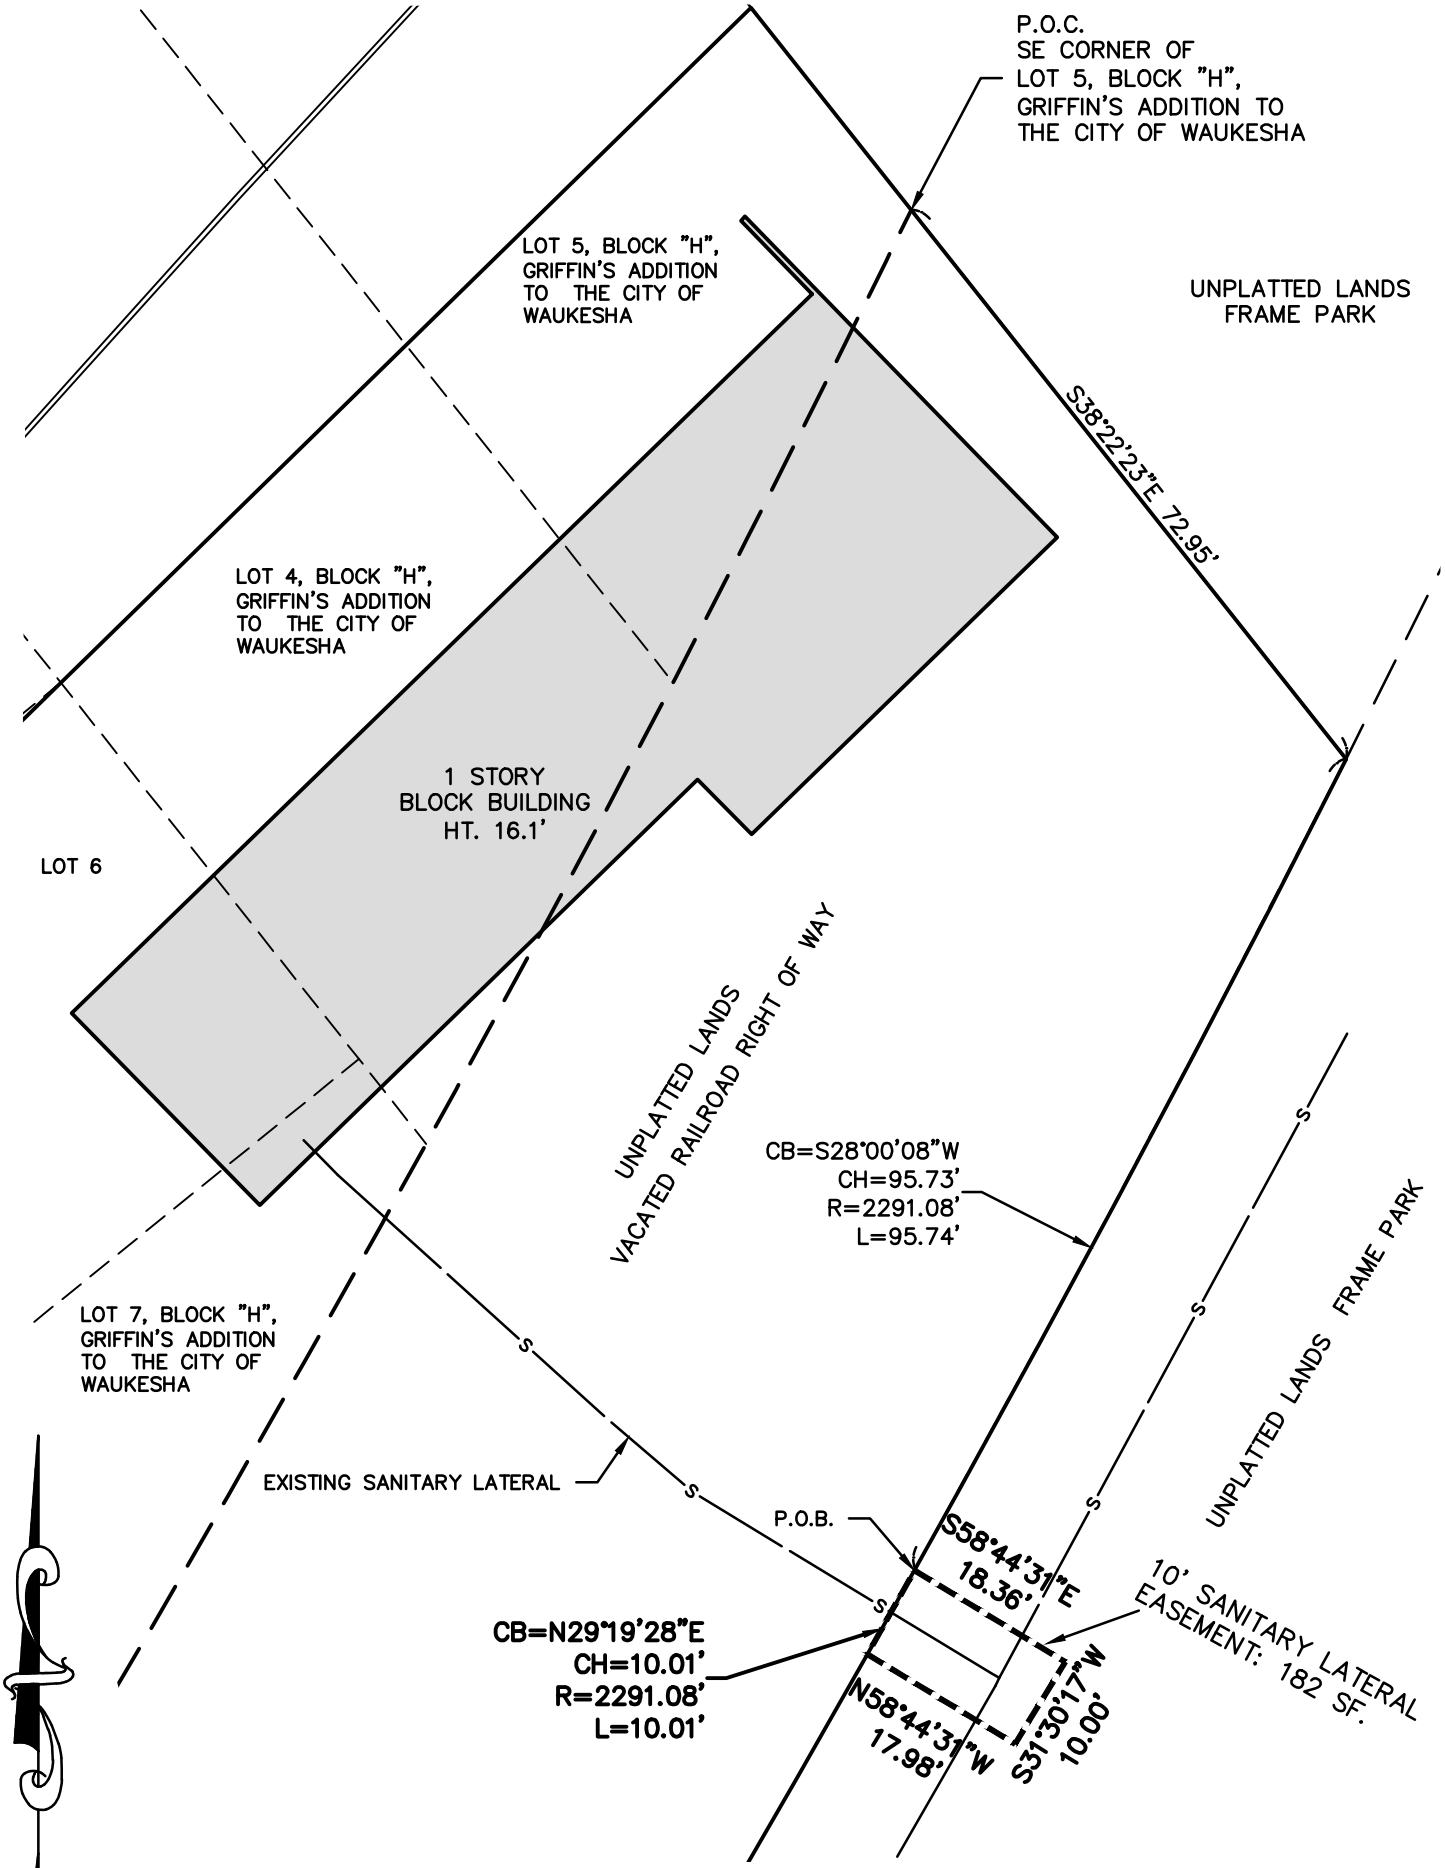 P.O.C.
SE CORNER OF
LOT 5, BLOCK "H",
GRIFFIN'S ADDITION TO
THE CITY OF WAUKESHA
LOT 5, BLOCK "H",
GRIFFIN'S ADDITION
TO THE CITY OF
WAUKESHA
UNPLATTED LANDS
FRAME PARK
S38°22'23"E 72.95'
LOT 4, BLOCK "H",
GRIFFIN'S ADDITION
TO THE CITY OF
WAUKESHA
1 STORY
BLOCK BUILDING
HT. 16.1'
LOT 6
UNPLATTED LANDS
VACATED RAILROAD RIGHT OF WAY
CB=S28°00'08"W
CH=95.73'
R=2291.08'
L=95.74'
S
S
S
UNPLATTED LANDS FRAME PARK
LOT 7, BLOCK "H",
GRIFFIN'S ADDITION
TO THE CITY OF
WAUKESHA
S
EXISTING SANITARY LATERAL
S
P.O.B.
S
S58°44'31"E
18.36'
10' SANITARY LATERAL
EASEMENT: 182 SF.
CB=N29°19'28"E
CH=10.01'
R=2291.08'
L=10.01'
N58°44'31"W
17.98'
S31°30'17"W
10.00'